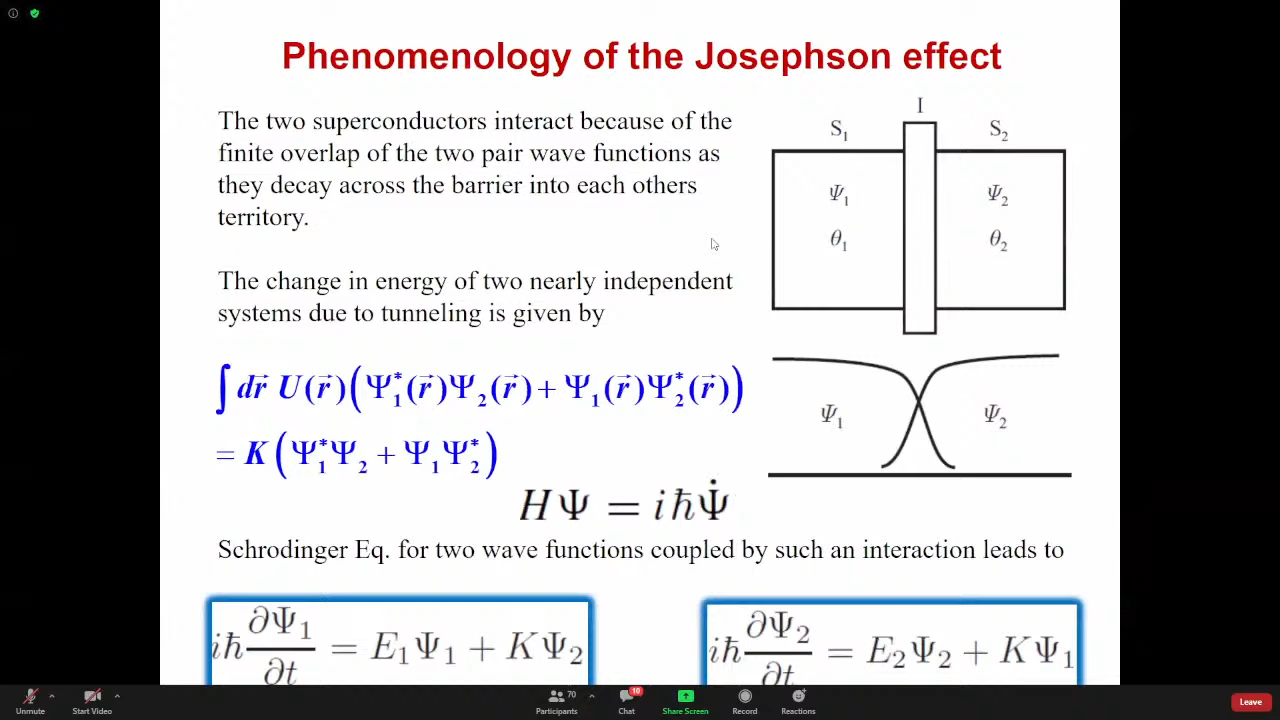 Phenomenology of the Josephson effect
The two superconductors interact because of the
finite overlap of the two pair wave functions as
they decay across the barrier into each others
territory.
The change in energy of two nearly independent
systems due to tunneling is given by
∫ dr⃗ U(r⃗)(Ψ₁*(r⃗)Ψ₂(r⃗) + Ψ₁(r⃗)Ψ₂*(r⃗))
= K(Ψ₁*Ψ₂ + Ψ₁Ψ₂*)
I
S₁ S₂
Ψ₁ Ψ₂
θ₁ θ₂
Ψ₁ Ψ₂
HΨ = iħΨ̇
Schrodinger Eq. for two wave functions coupled by such an interaction leads to
iħ ∂Ψ₁/∂t = E₁Ψ₁ + KΨ₂
iħ ∂Ψ₂/∂t = E₂Ψ₂ + KΨ₁
Unmute
Start Video
70
Participants
10
Chat
Share Screen
Record
Reactions
Leave